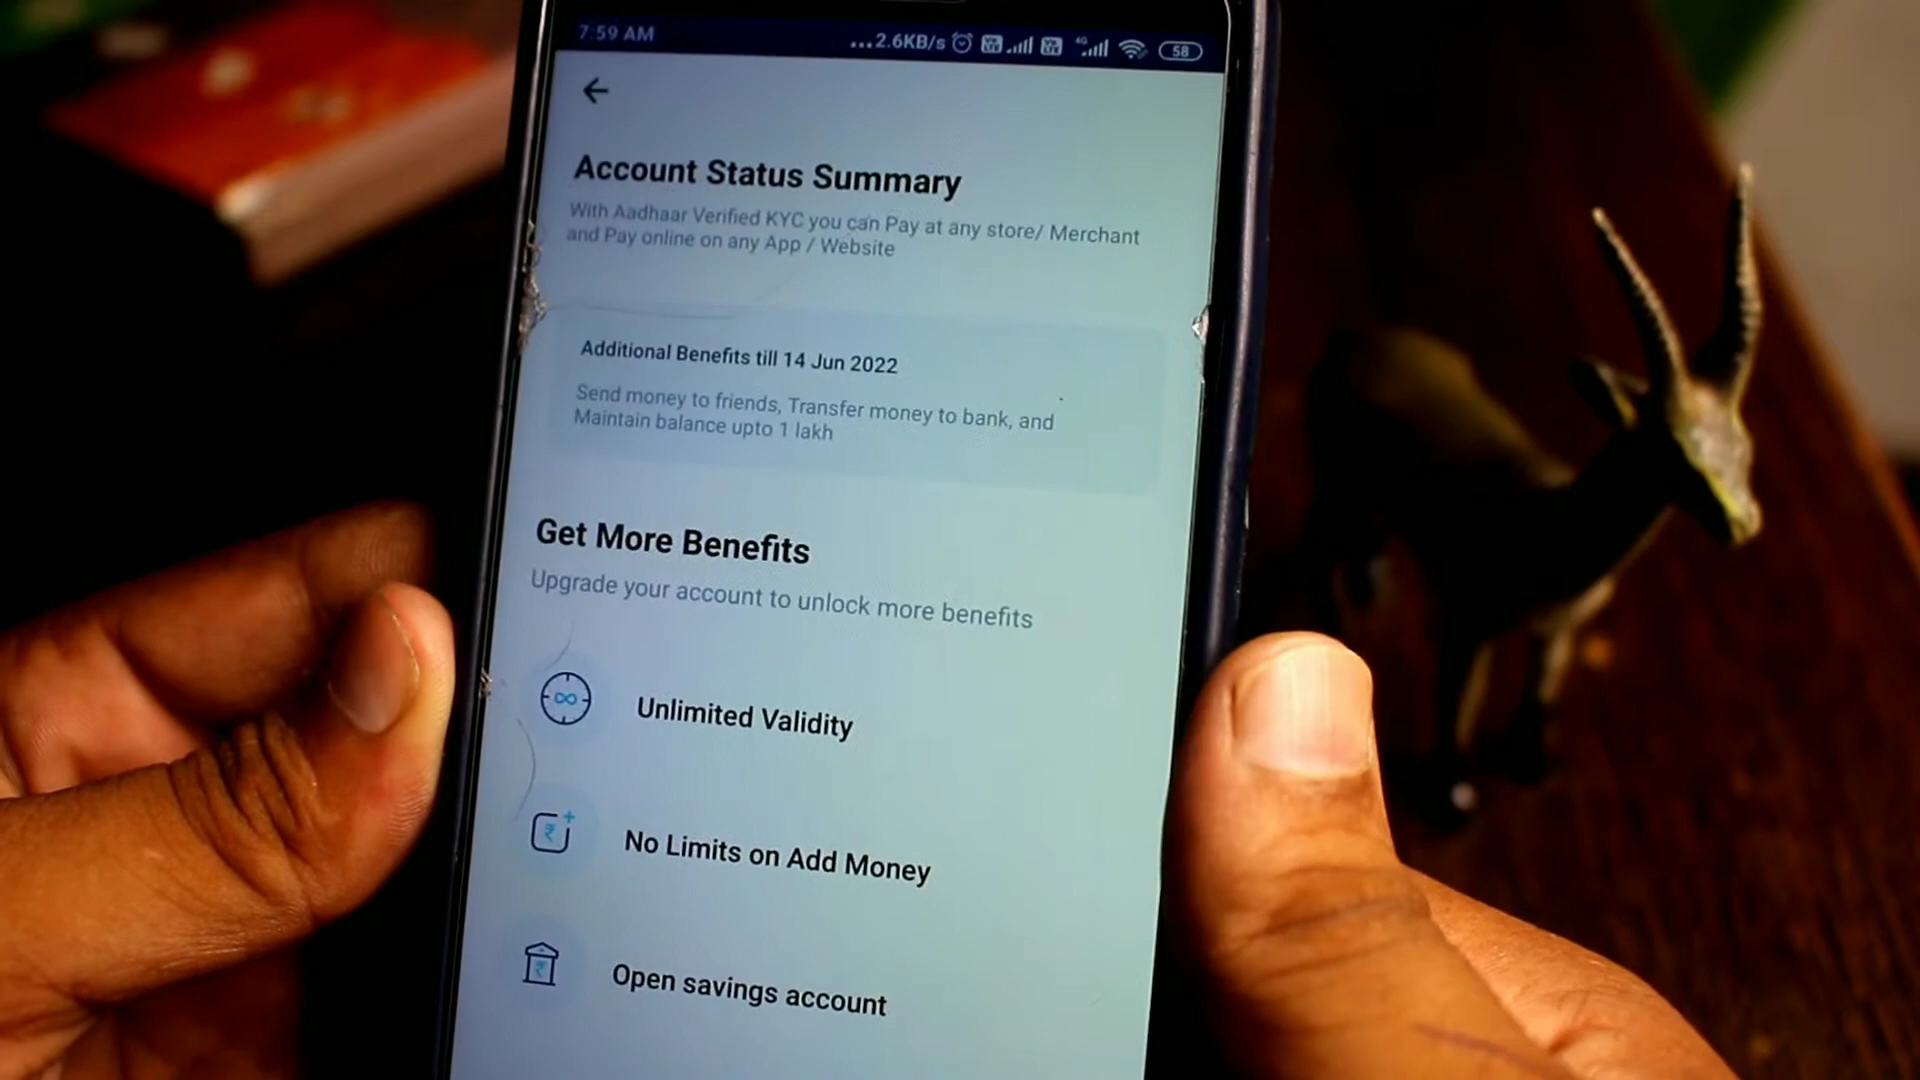 7:59 AM
...2.6KB/s 4G 58
Account Status Summary
With Aadhaar Verified KYC you can Pay at any store/ Merchant
and Pay online on any App / Website
Additional Benefits till 14 Jun 2022
Send money to friends, Transfer money to bank, and
Maintain balance upto 1 lakh
Get More Benefits
Upgrade your account to unlock more benefits
Unlimited Validity
No Limits on Add Money
Open savings account